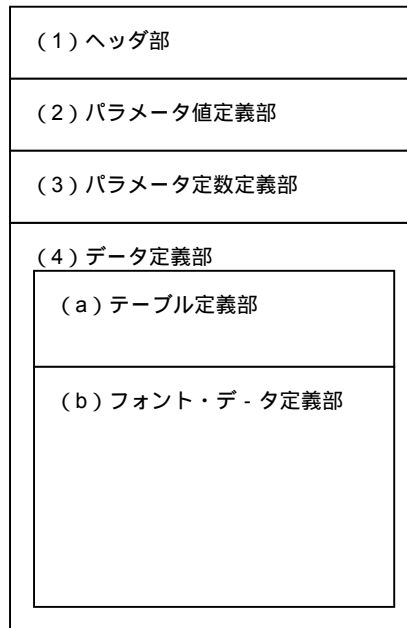 (1)ヘッダ部
(2)パラメータ値定義部
(3)パラメータ定数定義部
(4)データ定義部
(a)テーブル定義部
(b)フォント・デ‐タ定義部